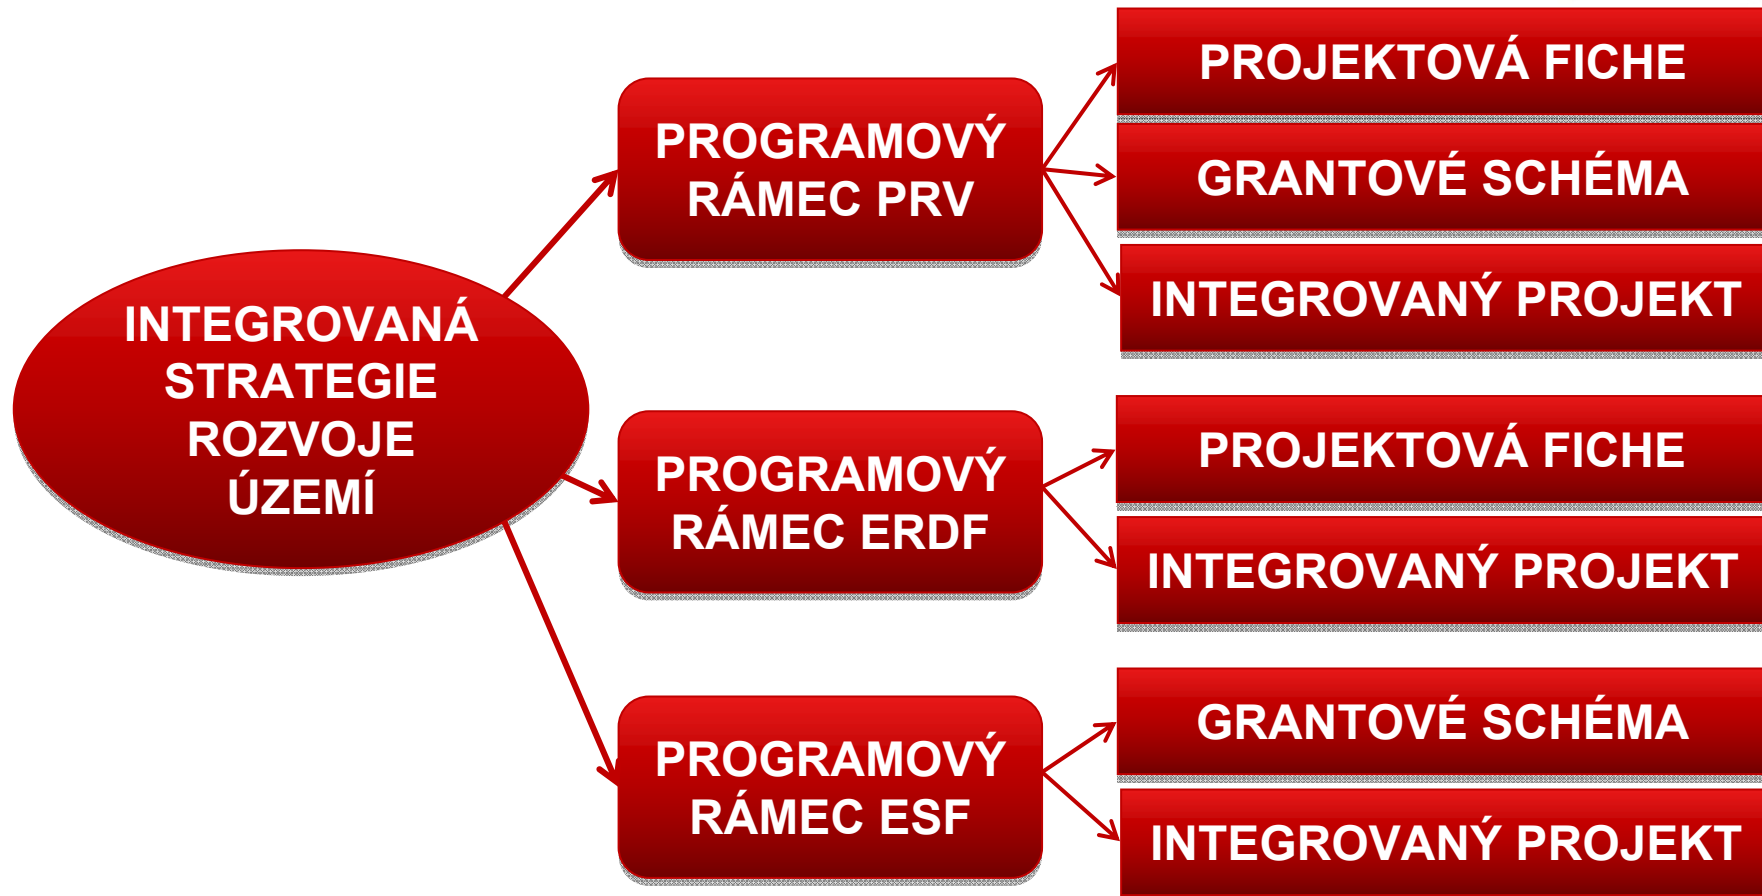 INTEGROVANÁ
STRATEGIE
ROZVOJE
ÚZEMÍ
PROGRAMOVÝ
RÁMEC PRV
PROJEKTOVÁ FICHE
GRANTOVÉ SCHÉMA
INTEGROVANÝ PROJEKT
PROGRAMOVÝ
RÁMEC ERDF
PROJEKTOVÁ FICHE
INTEGROVANÝ PROJEKT
PROGRAMOVÝ
RÁMEC ESF
GRANTOVÉ SCHÉMA
INTEGROVANÝ PROJEKT